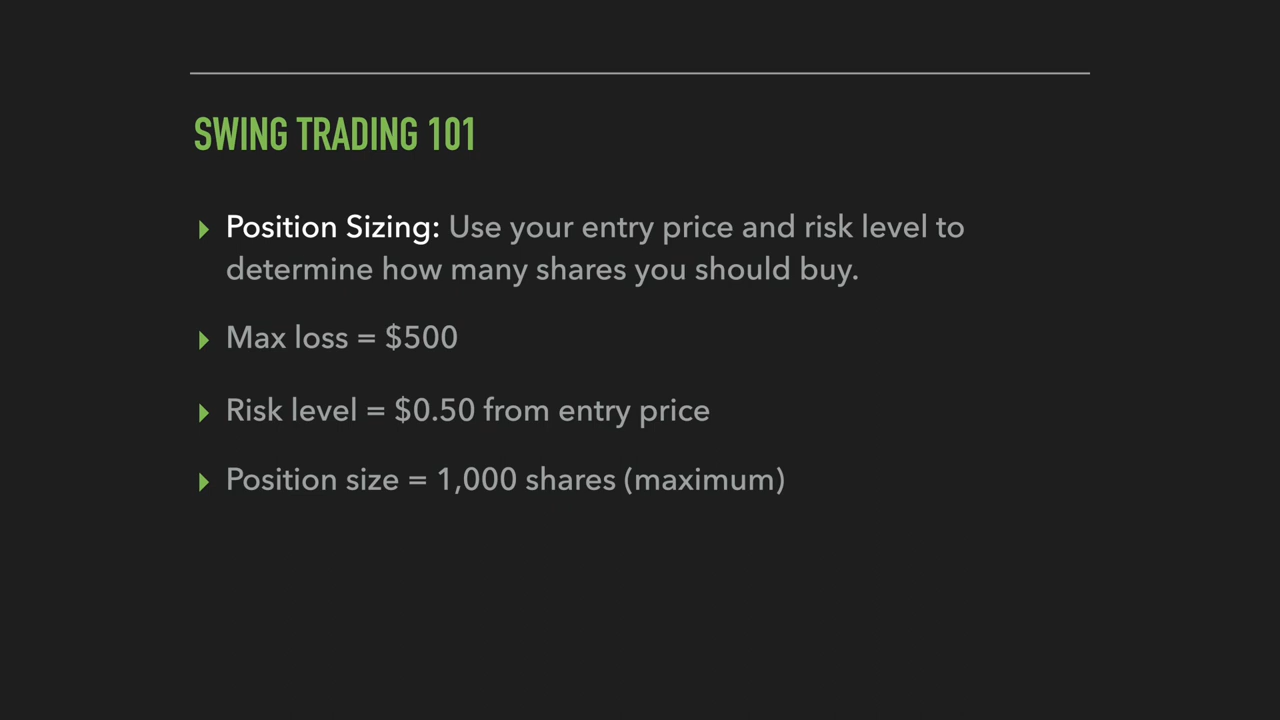 SWING TRADING 101
Position Sizing: Use your entry price and risk level to
determine how many shares you should buy.
Max loss = $500
Risk level = $0.50 from entry price
Position size = 1,000 shares (maximum)